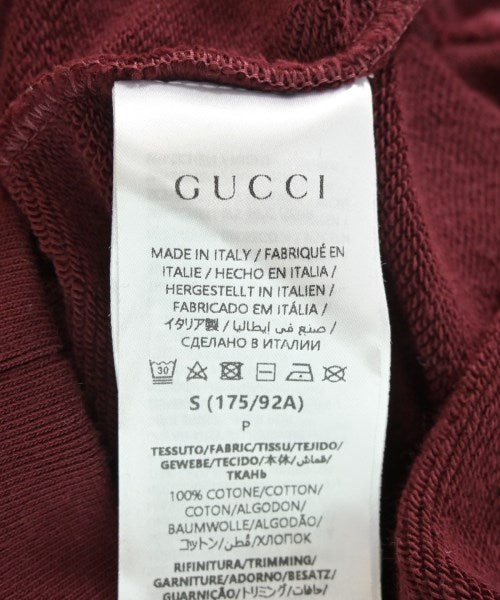 GUCCI
MADE IN ITALY / FABRIQUÉ EN
ITALIE / HECHO EN ITALIA /
HERGESTELLT IN ITALIEN /
FABRICADO EM ITÁLIA /
イタリア製 / صنع في إيطاليا /
СДЕЛАНО В ИТАЛИИ
30
S (175/92A)
P
TESSUTO/FABRIC/TISSU/TEJIDO/
GEWEBE/TECIDO/本体/قماش/
ТКАНЬ
100% COTONE/COTTON/
COTON/ALGODON/
BAUMWOLLE/ALGODÃO/
コットン/قطن/ХЛОПОК
RIFINITURA/TRIMMING/
GARNITURE/ADORNO/BESATZ/
GUARNIÇÃO/トリミング/حافات/